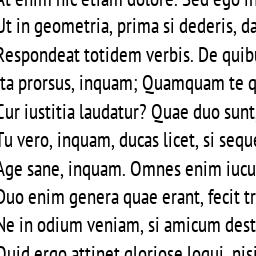 At enim hic etiam dolore. Sed ego in
Ut in geometria, prima si dederis, da
Respondeat totidem verbis. De quibu
ta prorsus, inquam; Quamquam te q
Cur iustitia laudatur? Quae duo sunt
Tu vero, inquam, ducas licet, si seque
Age sane, inquam. Omnes enim iucu
Duo enim genera quae erant, fecit tr
Ne in odium veniam, si amicum dest
Quid ergo attinet gloriose loqui, nisi